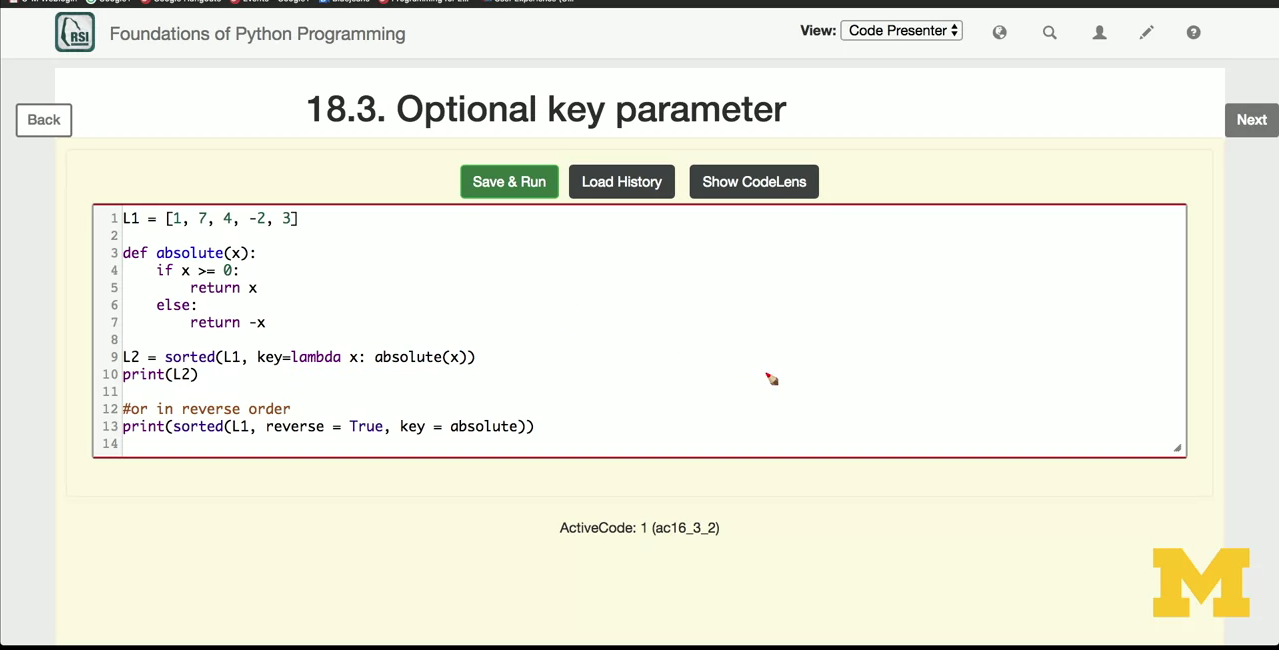 Foundations of Python Programming
View: Code Presenter
RSI
18.3. Optional key parameter
Back
Next
Save & Run
Load History
Show CodeLens
1 L1 = [1, 7, 4, -2, 3]
2
3 def absolute(x):
4     if x >= 0:
5         return x
6     else:
7         return -x
8
9 L2 = sorted(L1, key=lambda x: absolute(x))
10 print(L2)
11
12 #or in reverse order
13 print(sorted(L1, reverse = True, key = absolute))
14
ActiveCode: 1 (ac16_3_2)
M